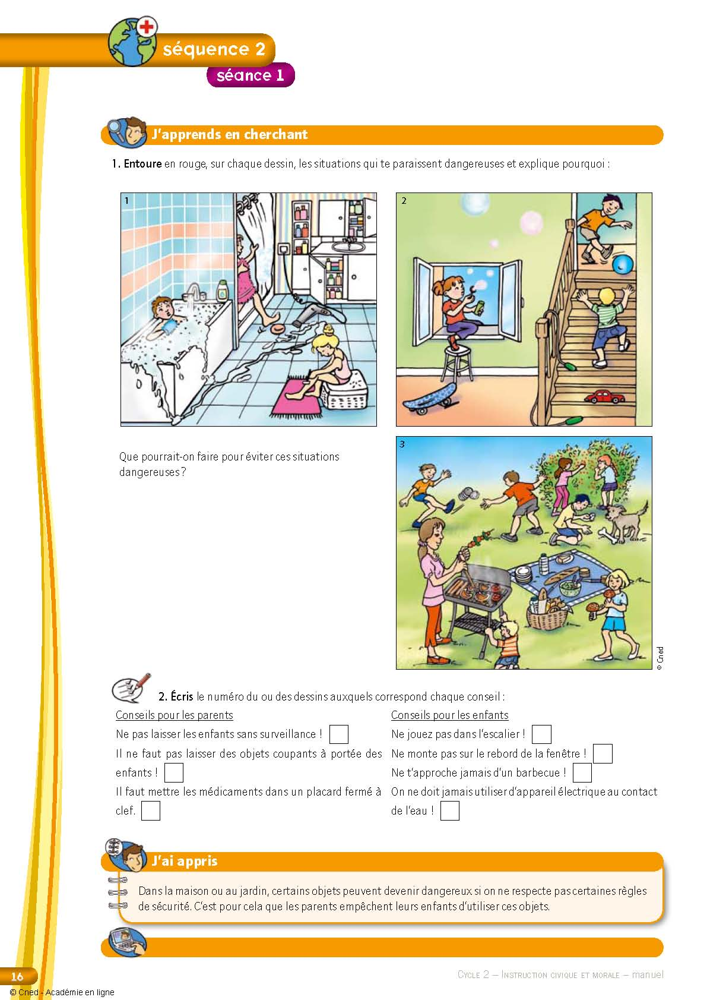 séquence 2
séance 1
J’apprends en cherchant
1. Entoure en rouge, sur chaque dessin, les situations qui te paraissent dangereuses et explique pourquoi :
1
2
Que pourrait-on faire pour éviter ces situations
dangereuses ?
3
© Cned
2. Écris le numéro du ou des dessins auxquels correspond chaque conseil :
Conseils pour les parents
Ne pas laisser les enfants sans surveillance !
Il ne faut pas laisser des objets coupants à portée des
enfants !
Il faut mettre les médicaments dans un placard fermé à
clef.
Conseils pour les enfants
Ne jouez pas dans l’escalier !
Ne monte pas sur le rebord de la fenêtre !
Ne t’approche jamais d’un barbecue !
On ne doit jamais utiliser d’appareil électrique au contact
de l’eau !
J’ai appris
Dans la maison ou au jardin, certains objets peuvent devenir dangereux si on ne respecte pas certaines règles
de sécurité. C’est pour cela que les parents empêchent leurs enfants d’utiliser ces objets.
16
Cycle 2 – Instruction civique et morale – manuel
© Cned - Académie en ligne